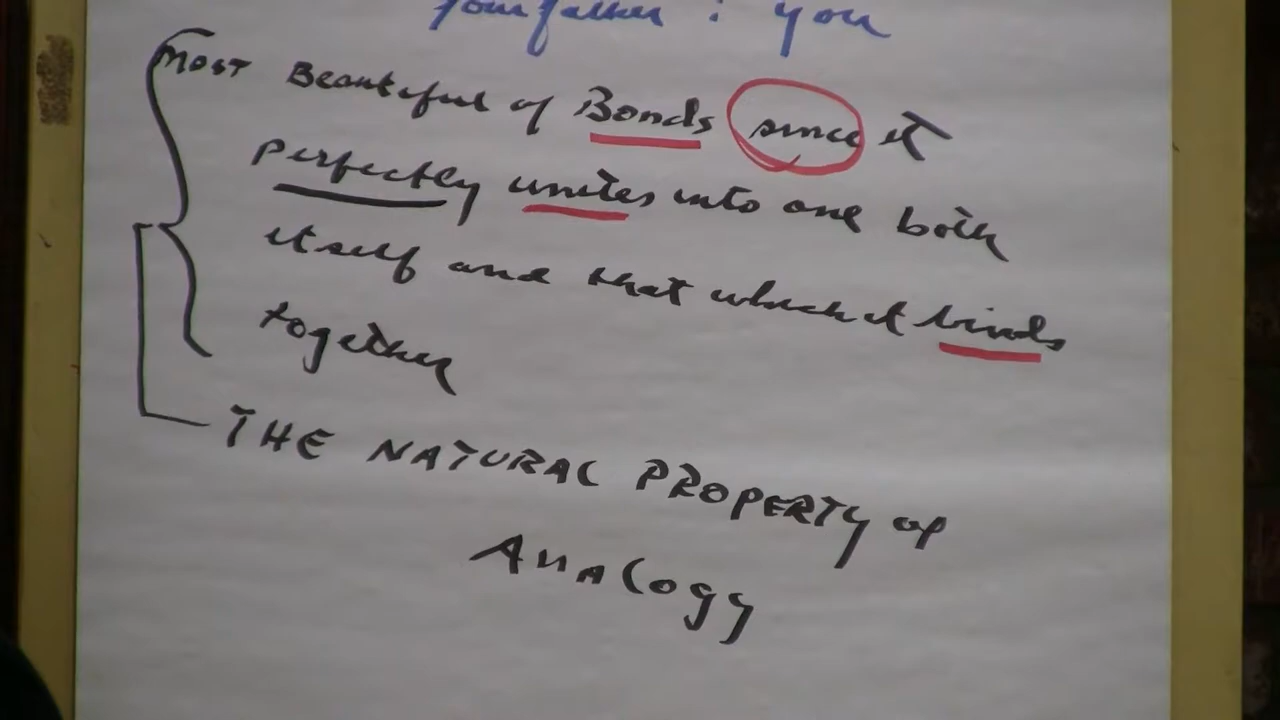 your father : you
Most Beautiful of Bonds since it
perfectly unites into one both
itself and that which it binds
together
THE NATURAL PROPERTY OF
Analogy